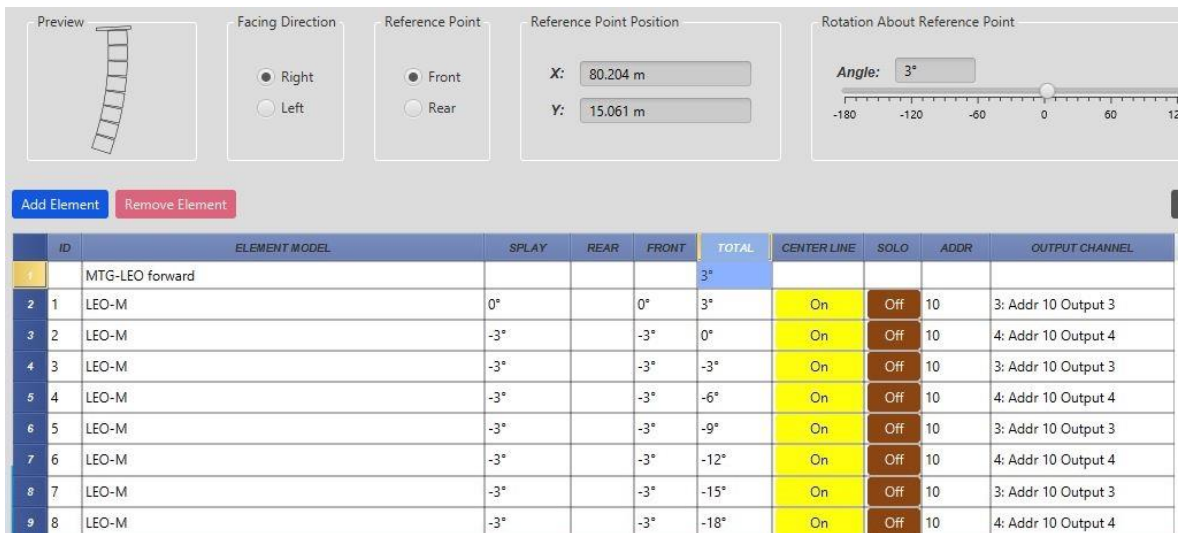 Preview Facing Direction Reference Point Reference Point Position Rotation About Reference Point
Right Front X: 80.204 m Angle: 3°
Left Rear Y: 15.061 m -180 -120 -60 0 60
Add Element Remove Element
ID ELEMENT MODEL SPLAY REAR FRONT TOTAL CENTER LINE SOLO ADDR OUTPUT CHANNEL
1 MTG-LEO forward 3°
2 1 LEO-M 0° 0° 3° On Off 10 3: Addr 10 Output 3
3 2 LEO-M -3° -3° 0° On Off 10 4: Addr 10 Output 4
4 3 LEO-M -3° -3° -3° On Off 10 3: Addr 10 Output 3
5 4 LEO-M -3° -3° -6° On Off 10 4: Addr 10 Output 4
6 5 LEO-M -3° -3° -9° On Off 10 3: Addr 10 Output 3
7 6 LEO-M -3° -3° -12° On Off 10 4: Addr 10 Output 4
8 7 LEO-M -3° -3° -15° On Off 10 3: Addr 10 Output 3
9 8 LEO-M -3° -3° -18° On Off 10 4: Addr 10 Output 4